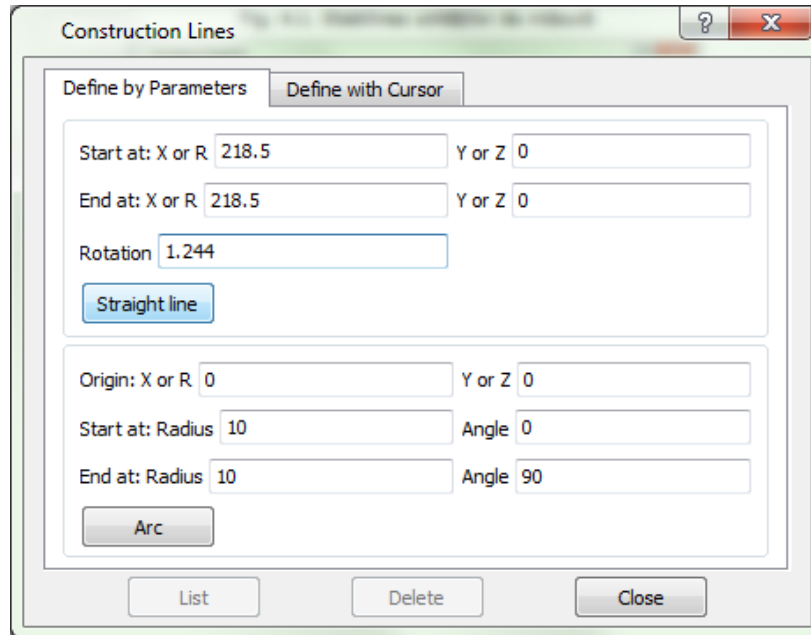 Construction Lines
Define by Parameters Define with Cursor
Start at: X or R 218.5 Y or Z 0
End at: X or R 218.5 Y or Z 0
Rotation 1.244
Straight line
Origin: X or R 0 Y or Z 0
Start at: Radius 10 Angle 0
End at: Radius 10 Angle 90
Arc
List Delete Close